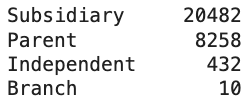 Subsidiary 20482
Parent 8258
Independent 432
Branch 10